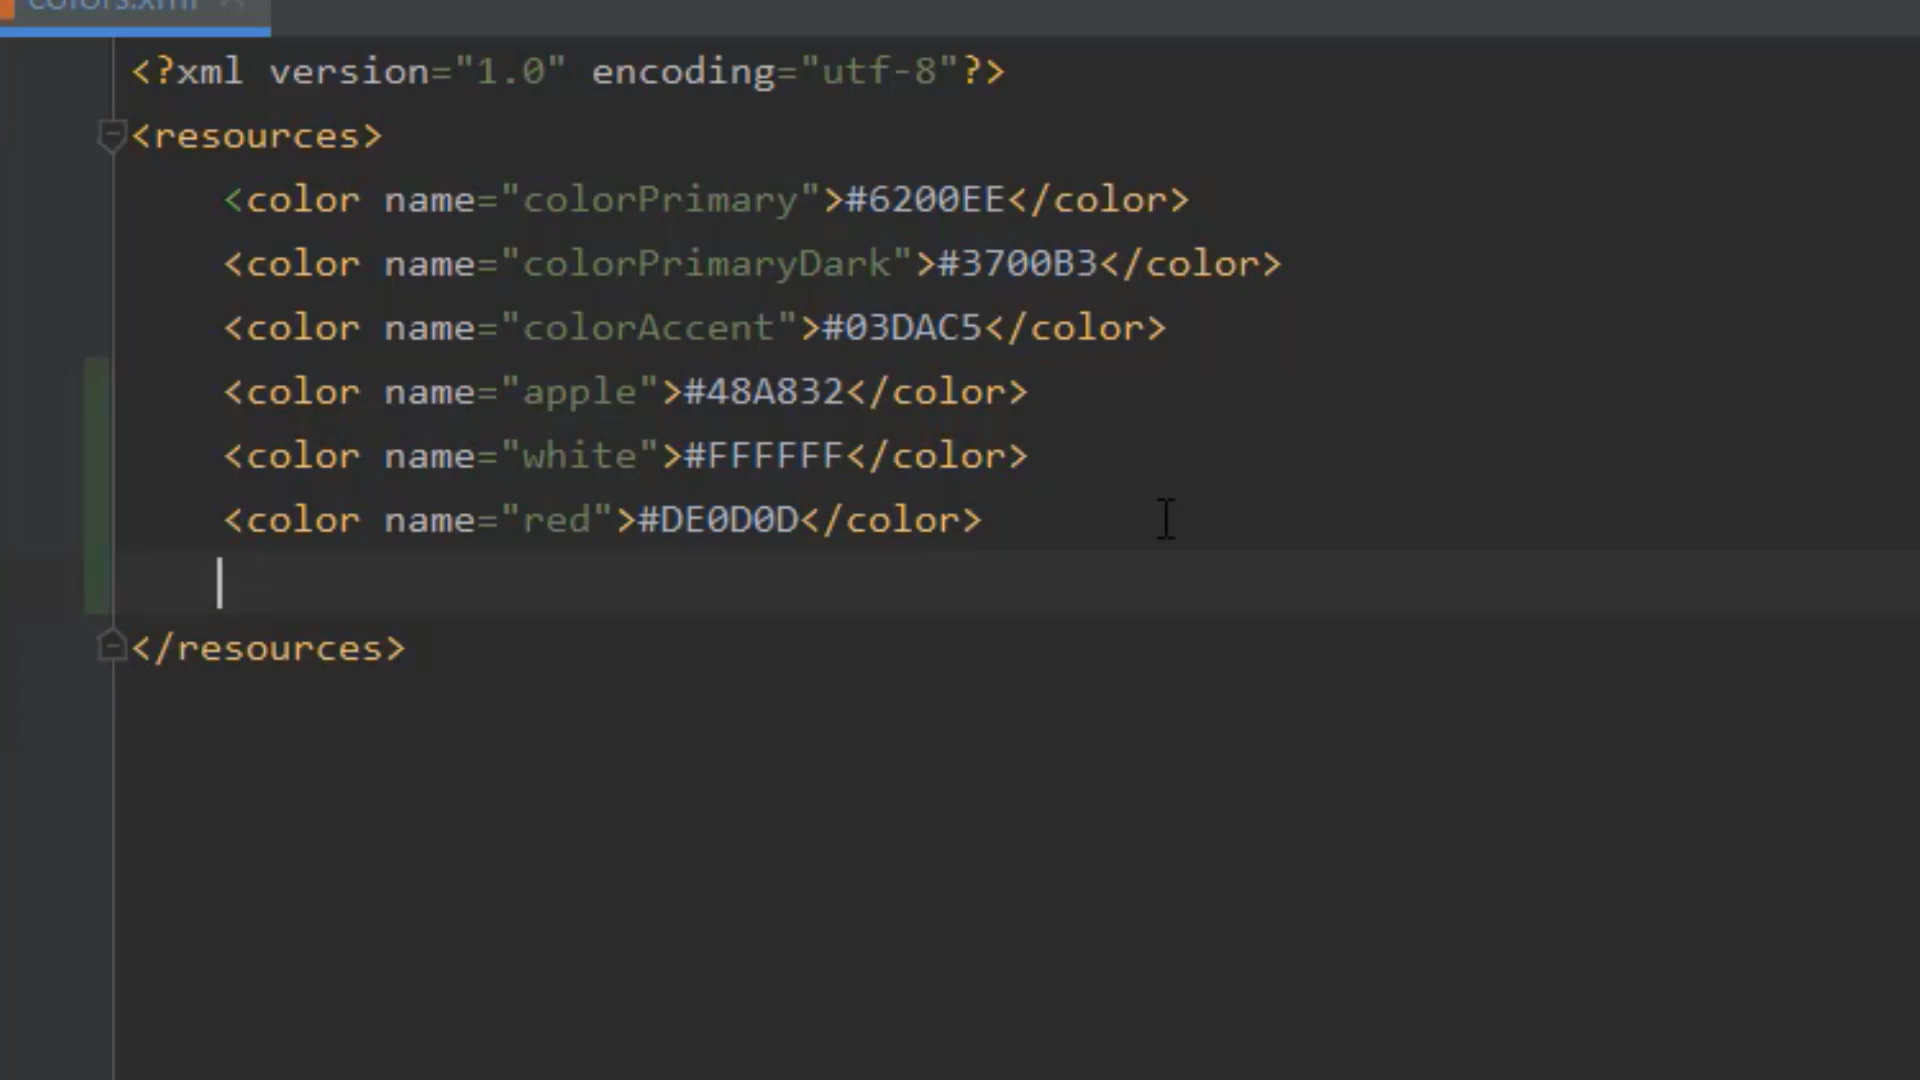 colors.xml
<?xml version="1.0" encoding="utf-8"?>
<resources>
    <color name="colorPrimary">#6200EE</color>
    <color name="colorPrimaryDark">#3700B3</color>
    <color name="colorAccent">#03DAC5</color>
    <color name="apple">#48A832</color>
    <color name="white">#FFFFFF</color>
    <color name="red">#DE0D0D</color>
</resources>